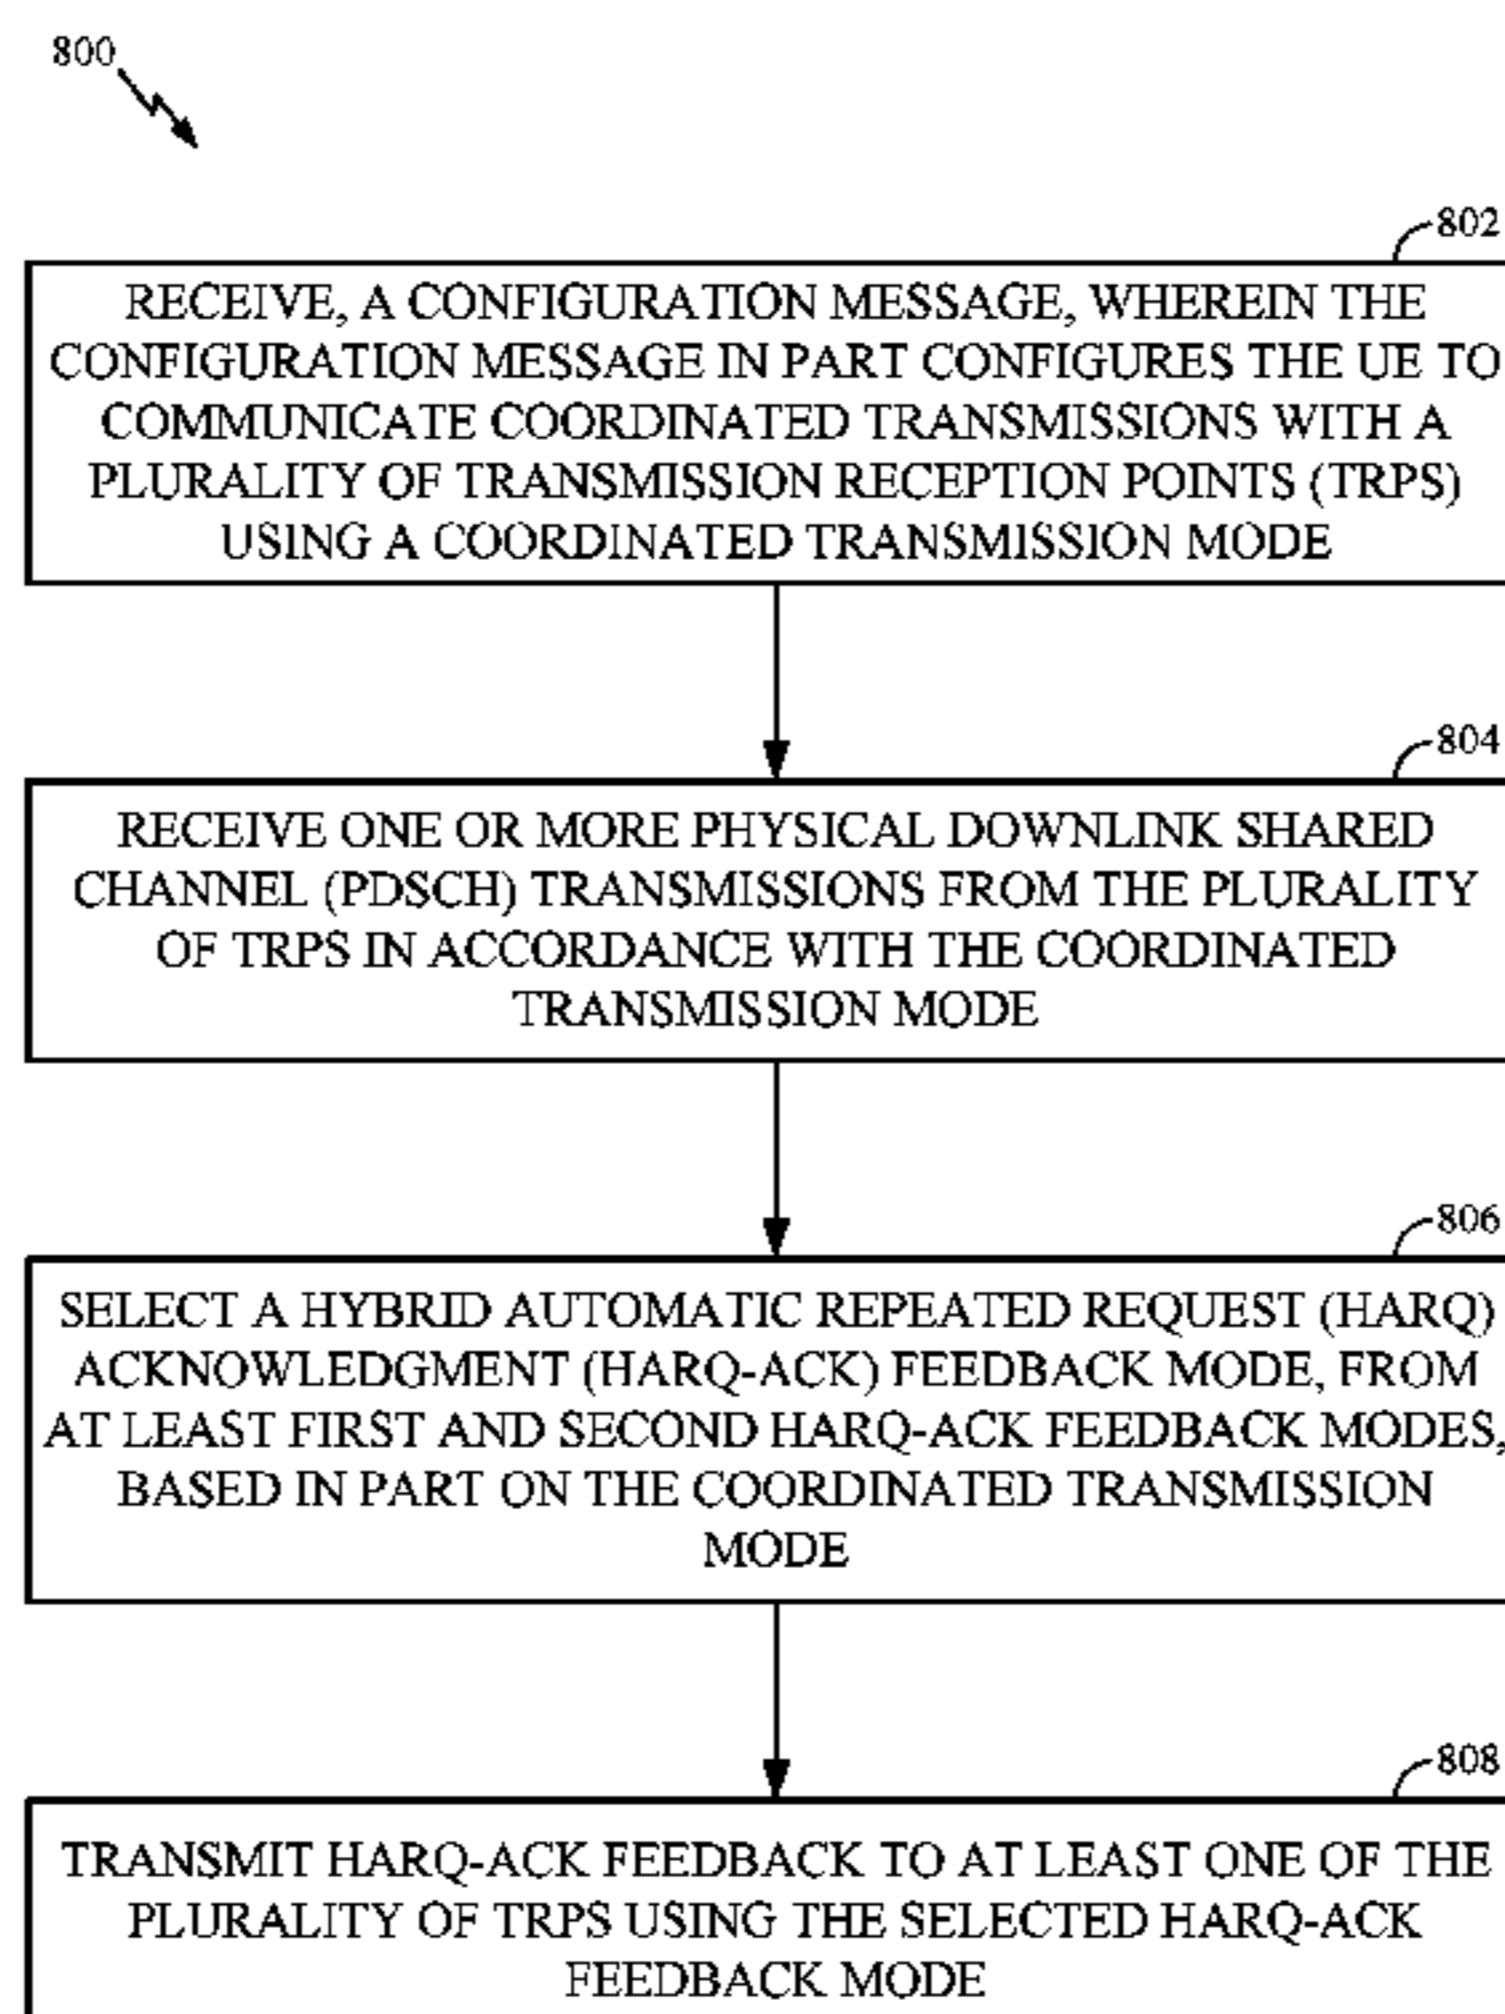 800
802
RECEIVE, A CONFIGURATION MESSAGE, WHEREIN THE
CONFIGURATION MESSAGE IN PART CONFIGURES THE UE TO
COMMUNICATE COORDINATED TRANSMISSIONS WITH A
PLURALITY OF TRANSMISSION RECEPTION POINTS (TRPS)
USING A COORDINATED TRANSMISSION MODE
804
RECEIVE ONE OR MORE PHYSICAL DOWNLINK SHARED
CHANNEL (PDSCH) TRANSMISSIONS FROM THE PLURALITY
OF TRPS IN ACCORDANCE WITH THE COORDINATED
TRANSMISSION MODE
806
SELECT A HYBRID AUTOMATIC REPEATED REQUEST (HARQ)
ACKNOWLEDGMENT (HARQ-ACK) FEEDBACK MODE, FROM
AT LEAST FIRST AND SECOND HARQ-ACK FEEDBACK MODES,
BASED IN PART ON THE COORDINATED TRANSMISSION
MODE
808
TRANSMIT HARQ-ACK FEEDBACK TO AT LEAST ONE OF THE
PLURALITY OF TRPS USING THE SELECTED HARQ-ACK
FEEDBACK MODE